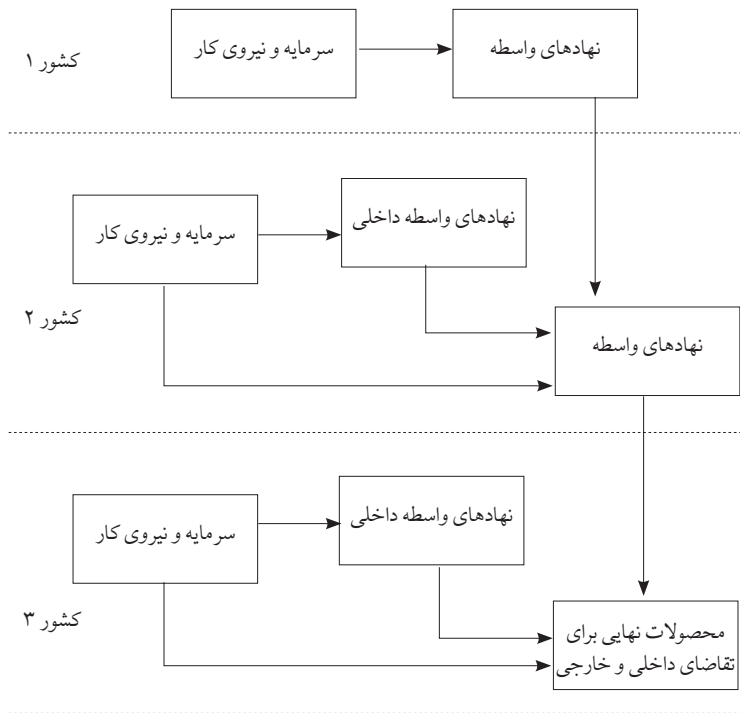 کشور ۱
سرمایه و نیروی کار
نهادهای واسطه
کشور ۲
سرمایه و نیروی کار
نهادهای واسطه داخلی
نهادهای واسطه
کشور ۳
سرمایه و نیروی کار
نهادهای واسطه داخلی
محصولات نهایی برای
تقاضای داخلی و خارجی